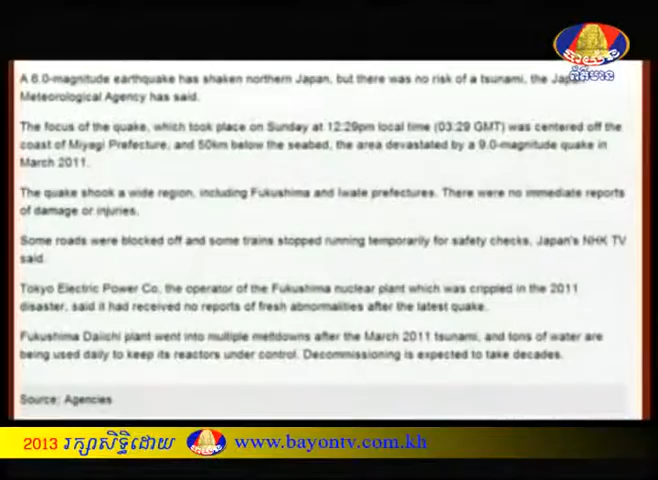 A 6.0-magnitude earthquake has shaken northern Japan, but there was no risk of a tsunami, the Japan
Meteorological Agency has said.
The focus of the quake, which took place on Sunday at 12:29pm local time (03:29 GMT) was centered off the
coast of Miyagi Prefecture, and 50km below the seabed, the area devastated by a 9.0-magnitude quake in
March 2011.
The quake shook a wide region, including Fukushima and Iwate prefectures. There were no immediate reports
of damage or injuries.
Some roads were blocked off and some trains stopped running temporarily for safety checks, Japan's NHK TV
said.
Tokyo Electric Power Co, the operator of the Fukushima nuclear plant which was crippled in the 2011
disaster, said it had received no reports of fresh abnormalities after the latest quake.
Fukushima Daiichi plant went into multiple meltdowns after the March 2011 tsunami, and tons of water are
being used daily to keep its reactors under control. Decommissioning is expected to take decades.
Source: Agencies
2013 រក្សាសិទ្ធិដោយ www.bayontv.com.kh